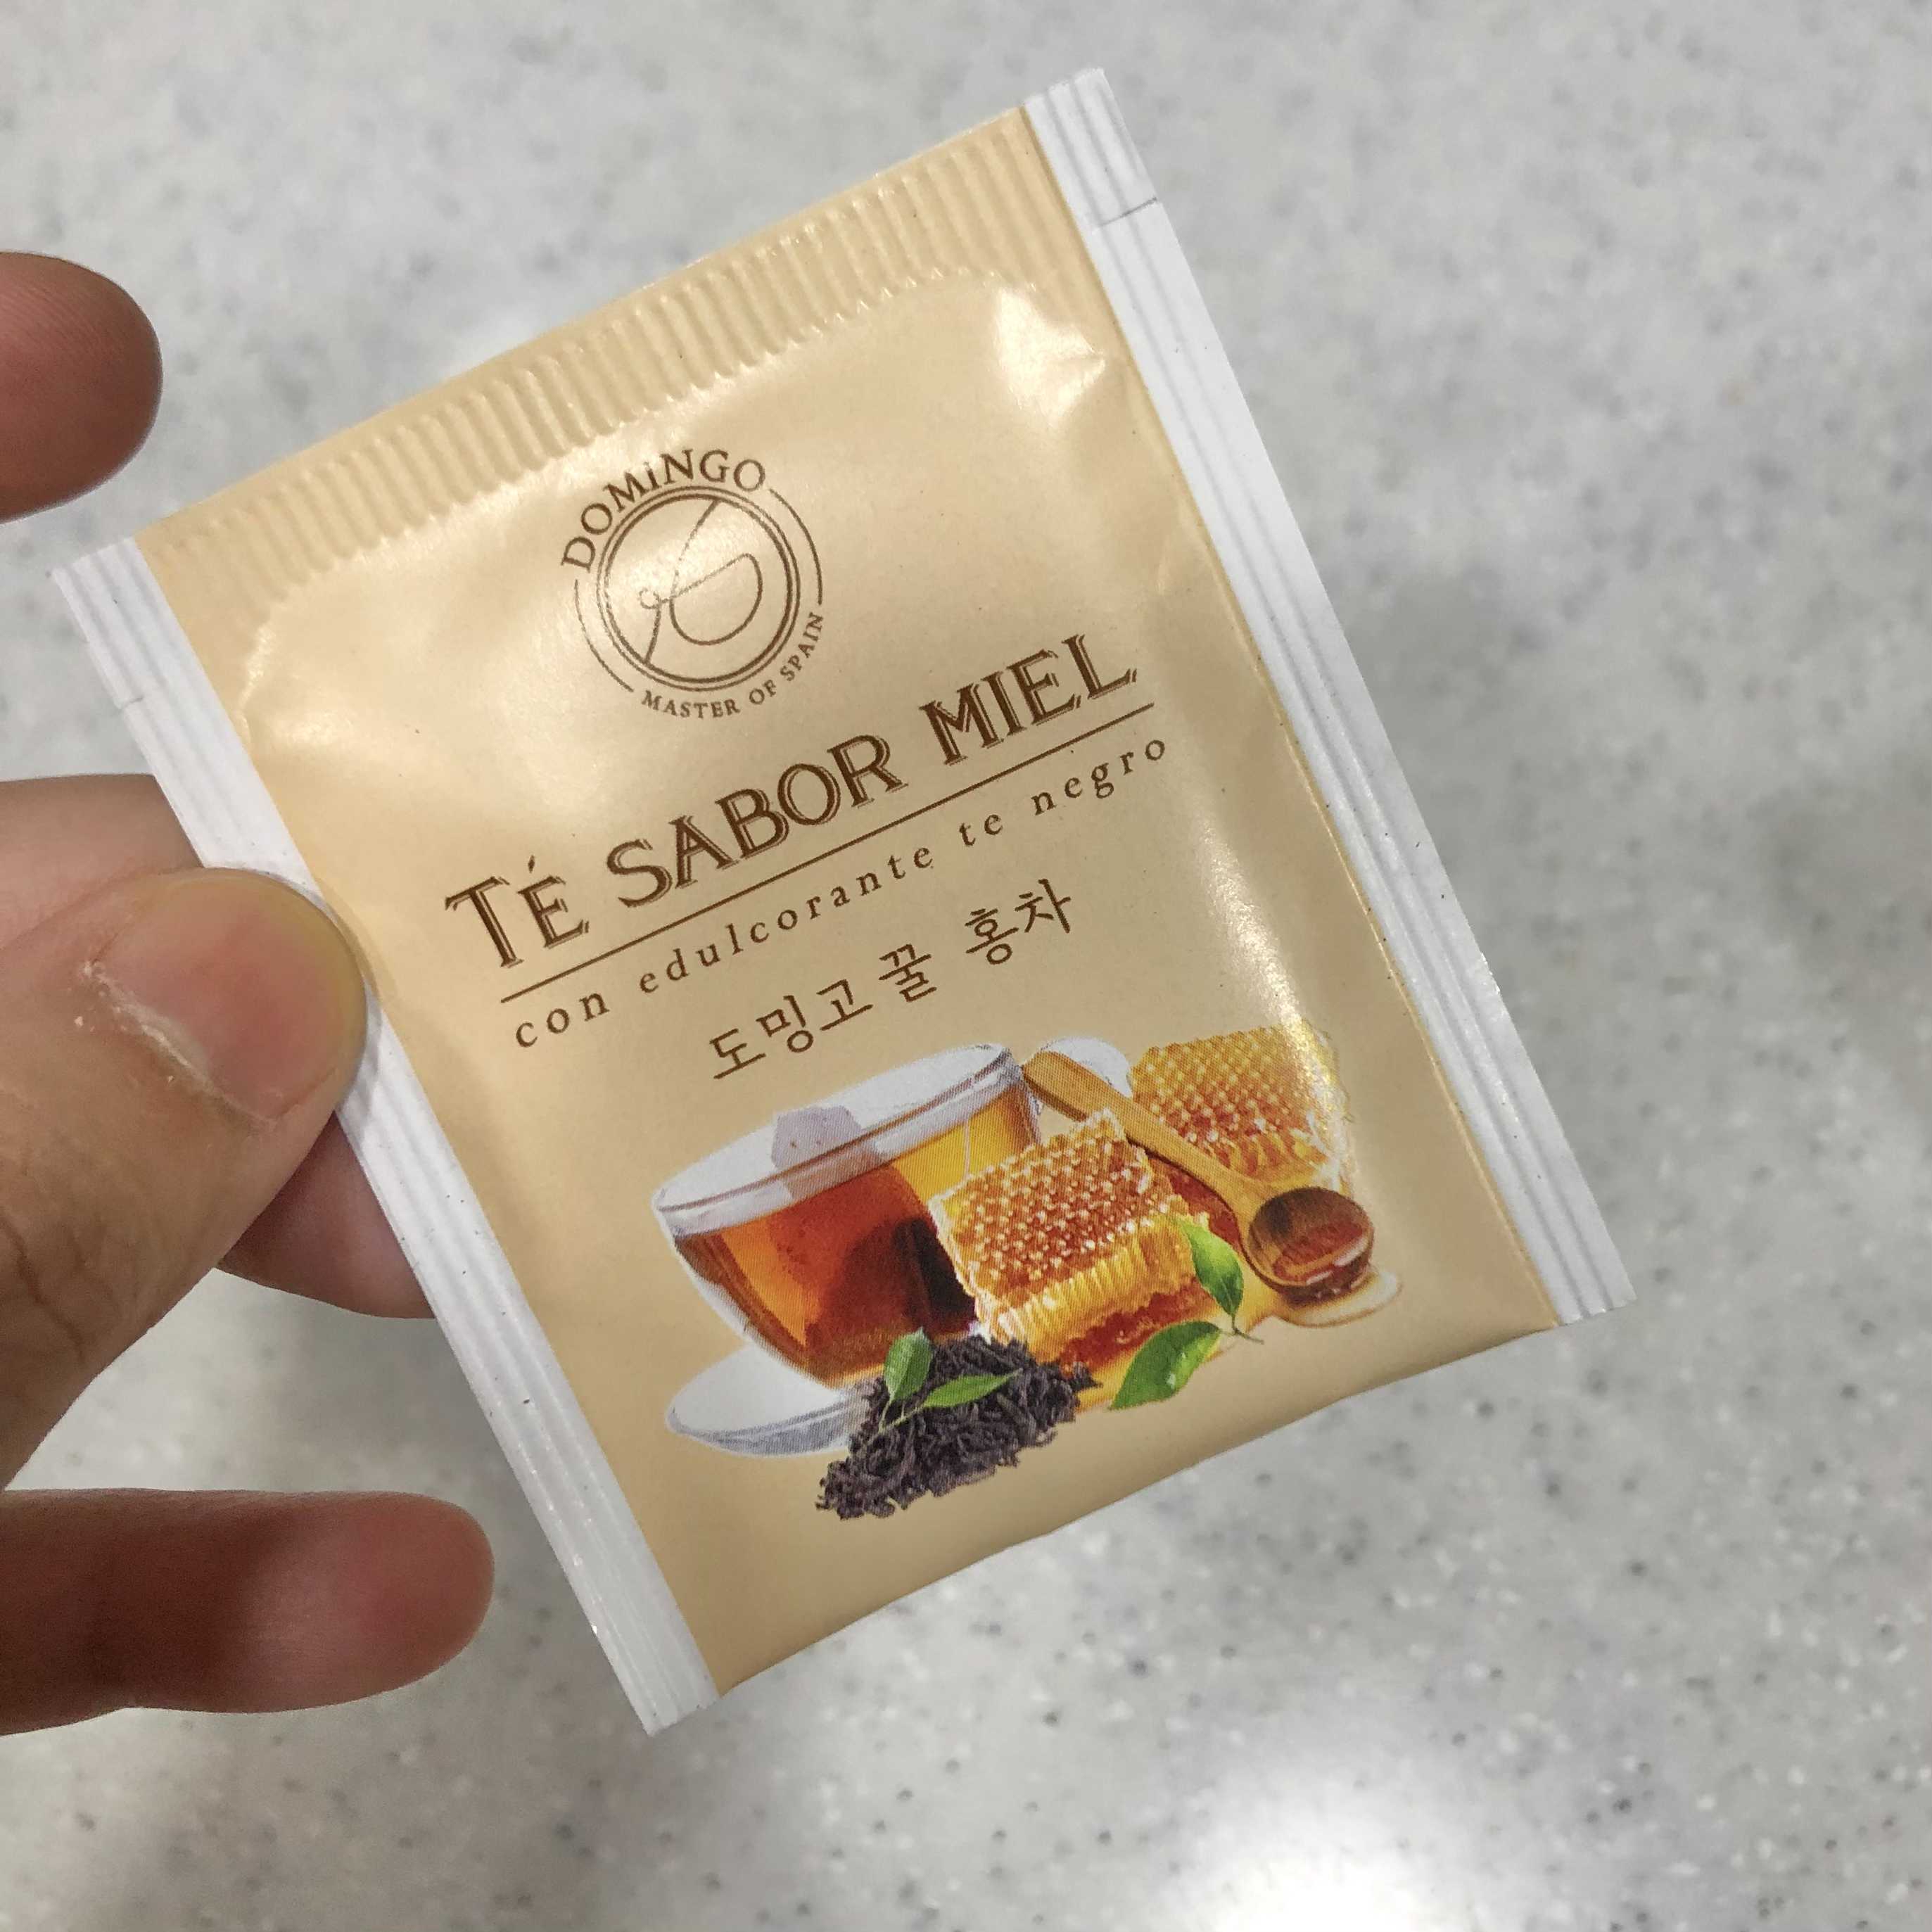 DOMiNGO
MASTER OF SPAIN
TÉ SABOR MIEL
con edulcorante te negro
도밍고 꿀 홍차